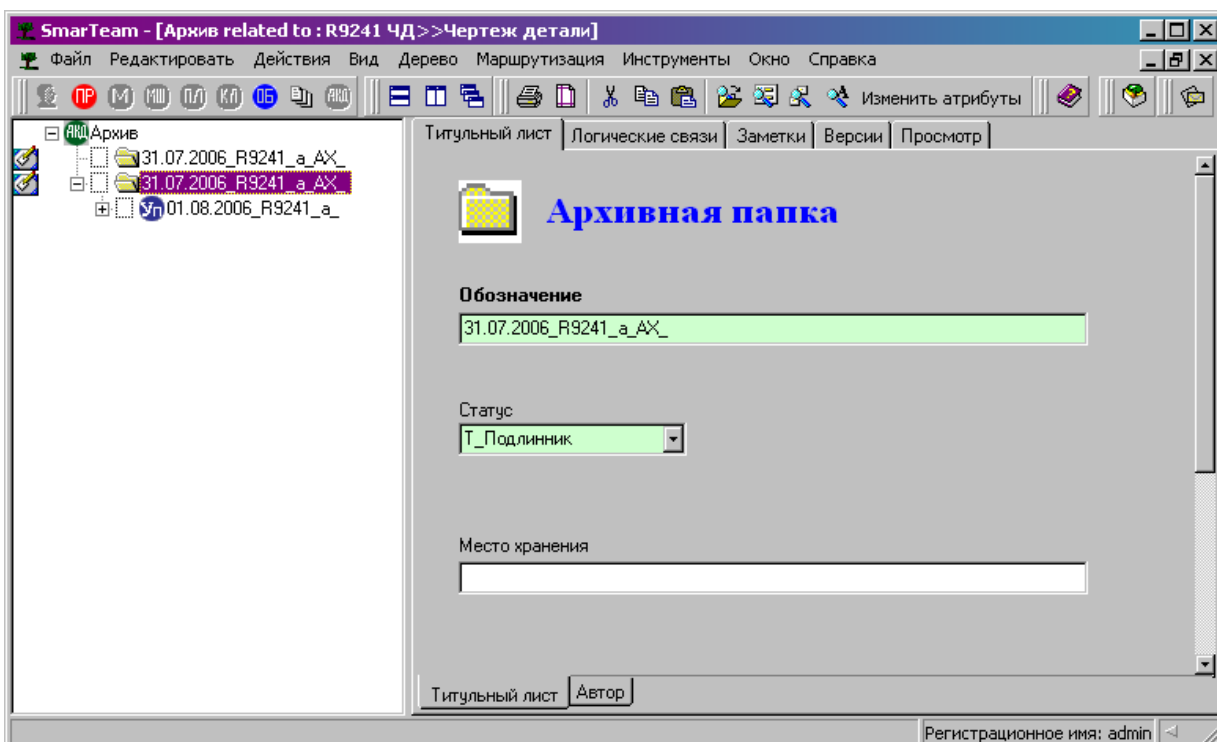 SmarTeam - [Архив related to : R9241 ЧД>>Чертеж детали]
Файл Редактировать Действия Вид Дерево Маршрутизация Инструменты Окно Справка
ПР М МШ ПЛ КЛ ОБ АКД Изменить атрибуты
АКД Архив
31.07.2006_R9241_a_AX_
31.07.2006_R9241_a_AX_
Уп 01.08.2006_R9241_a_
Титульный лист Логические связи Заметки Версии Просмотр
Архивная папка
Обозначение
31.07.2006_R9241_a_AX_
Статус
Т_Подлинник
Место хранения
Титульный лист Автор
Регистрационное имя: admin